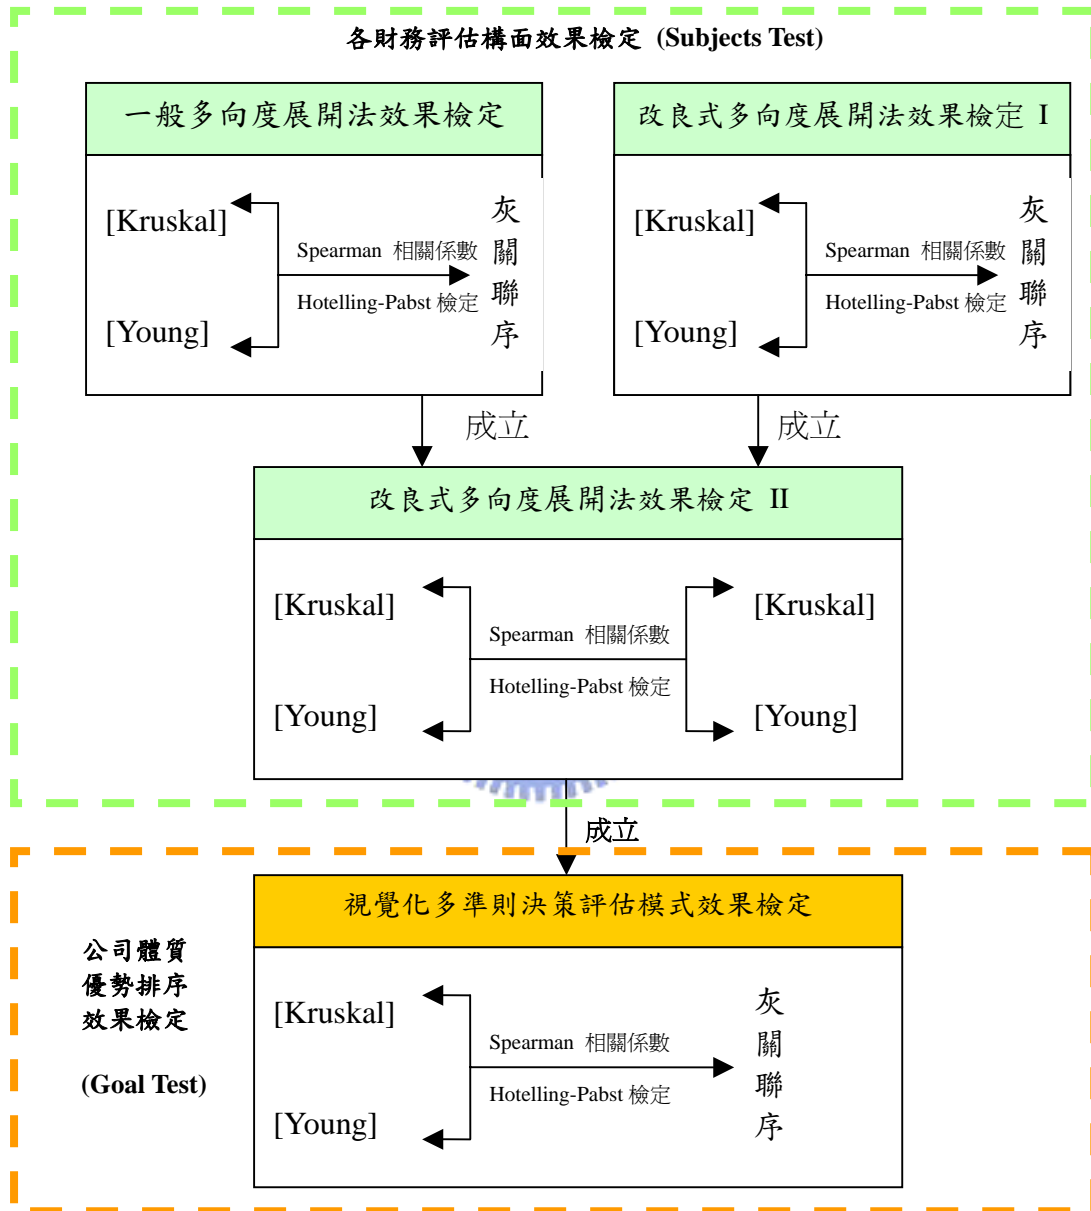 各財務評估構面效果檢定 (Subjects Test)
一般多向度展開法效果檢定
[Kruskal]
[Young]
Spearman 相關係數
Hotelling-Pabst 檢定
灰
關
聯
序
改良式多向度展開法效果檢定 I
[Kruskal]
[Young]
Spearman 相關係數
Hotelling-Pabst 檢定
灰
關
聯
序
成立
成立
改良式多向度展開法效果檢定 II
[Kruskal]
[Young]
Spearman 相關係數
Hotelling-Pabst 檢定
[Kruskal]
[Young]
成立
視覺化多準則決策評估模式效果檢定
公司體質
優勢排序
效果檢定
(Goal Test)
[Kruskal]
[Young]
Spearman 相關係數
Hotelling-Pabst 檢定
灰
關
聯
序